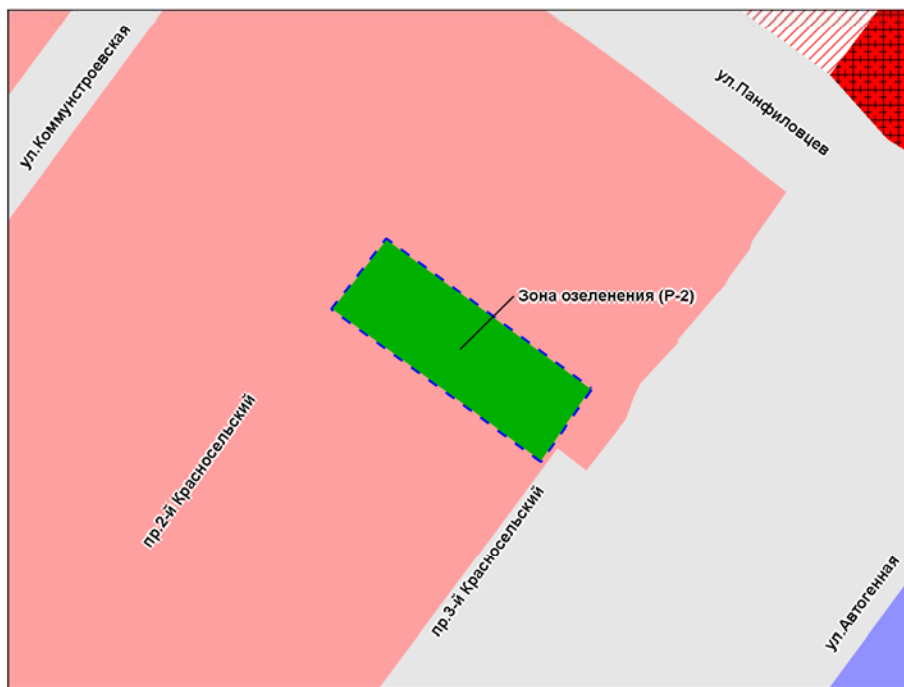 ул.Коммунстроевская
ул.Панфиловцев
Зона озеленения (Р-2)
пр.2-й Красносельский
пр.3-й Красносельский
ул.Автогенная